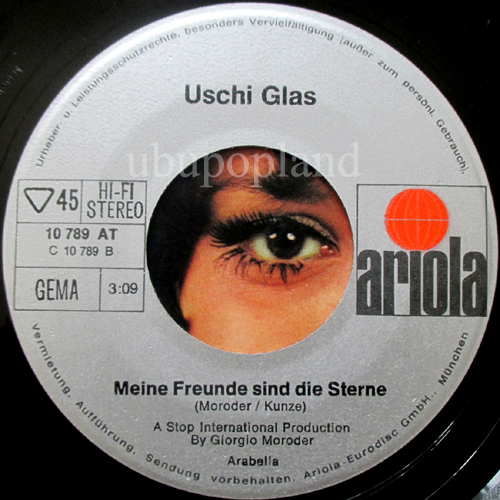 Urheber- u. Leistungsschutzrechte, besonders Vervielfältigung (außer zum persönl. Gebrauch),
Uschi Glas
ubupopland
45
HI-FI
STEREO
10 789 AT
C 10 789 B
GEMA
3:09
ariola
Meine Freunde sind die Sterne
(Moroder / Kunze)
A Stop International Production
By Giorgio Moroder
Arabella
Vermietung, Aufführung, Sendung vorbehalten. Ariola-Eurodisc GmbH., München